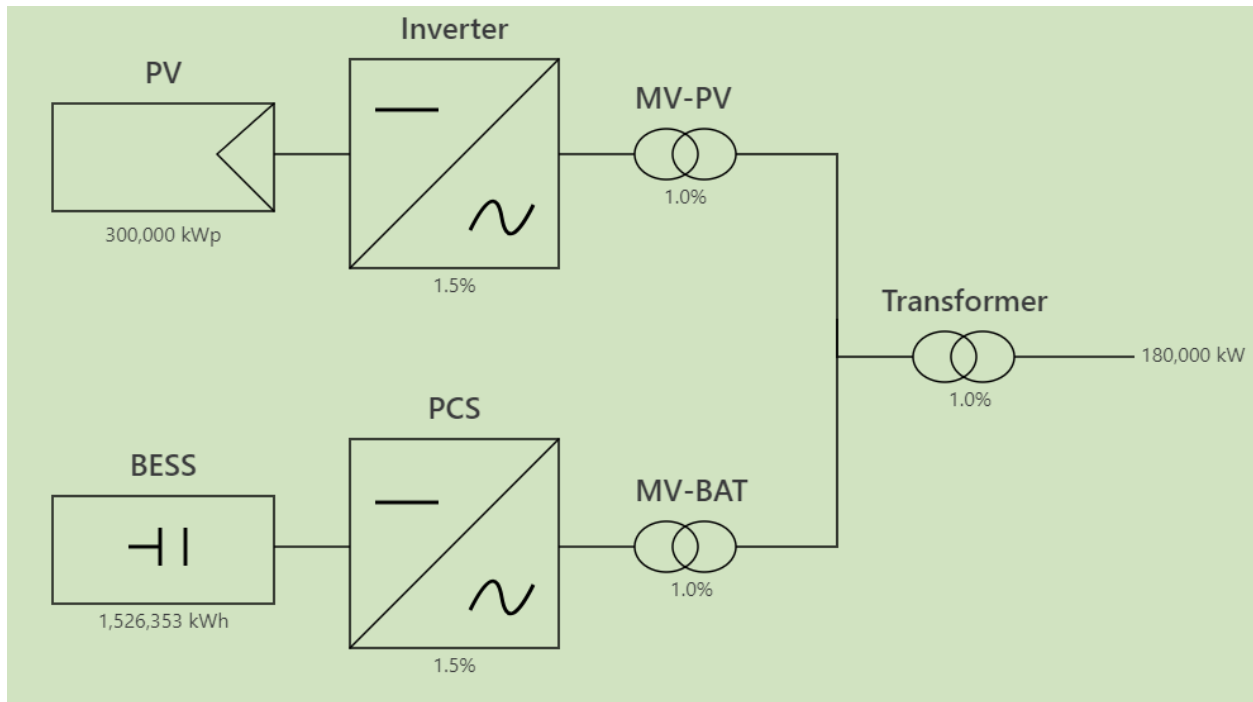 Inverter
PV
MV-PV
1.0%
300,000 kWp
1.5%
Transformer
180,000 kW
1.0%
PCS
BESS
MV-BAT
1.0%
1,526,353 kWh
1.5%